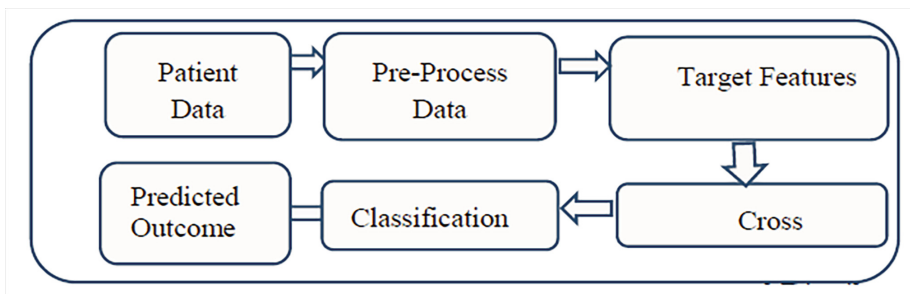 Patient
Data
Pre-Process
Data
Target Features
Predicted
Outcome
Classification
Cross